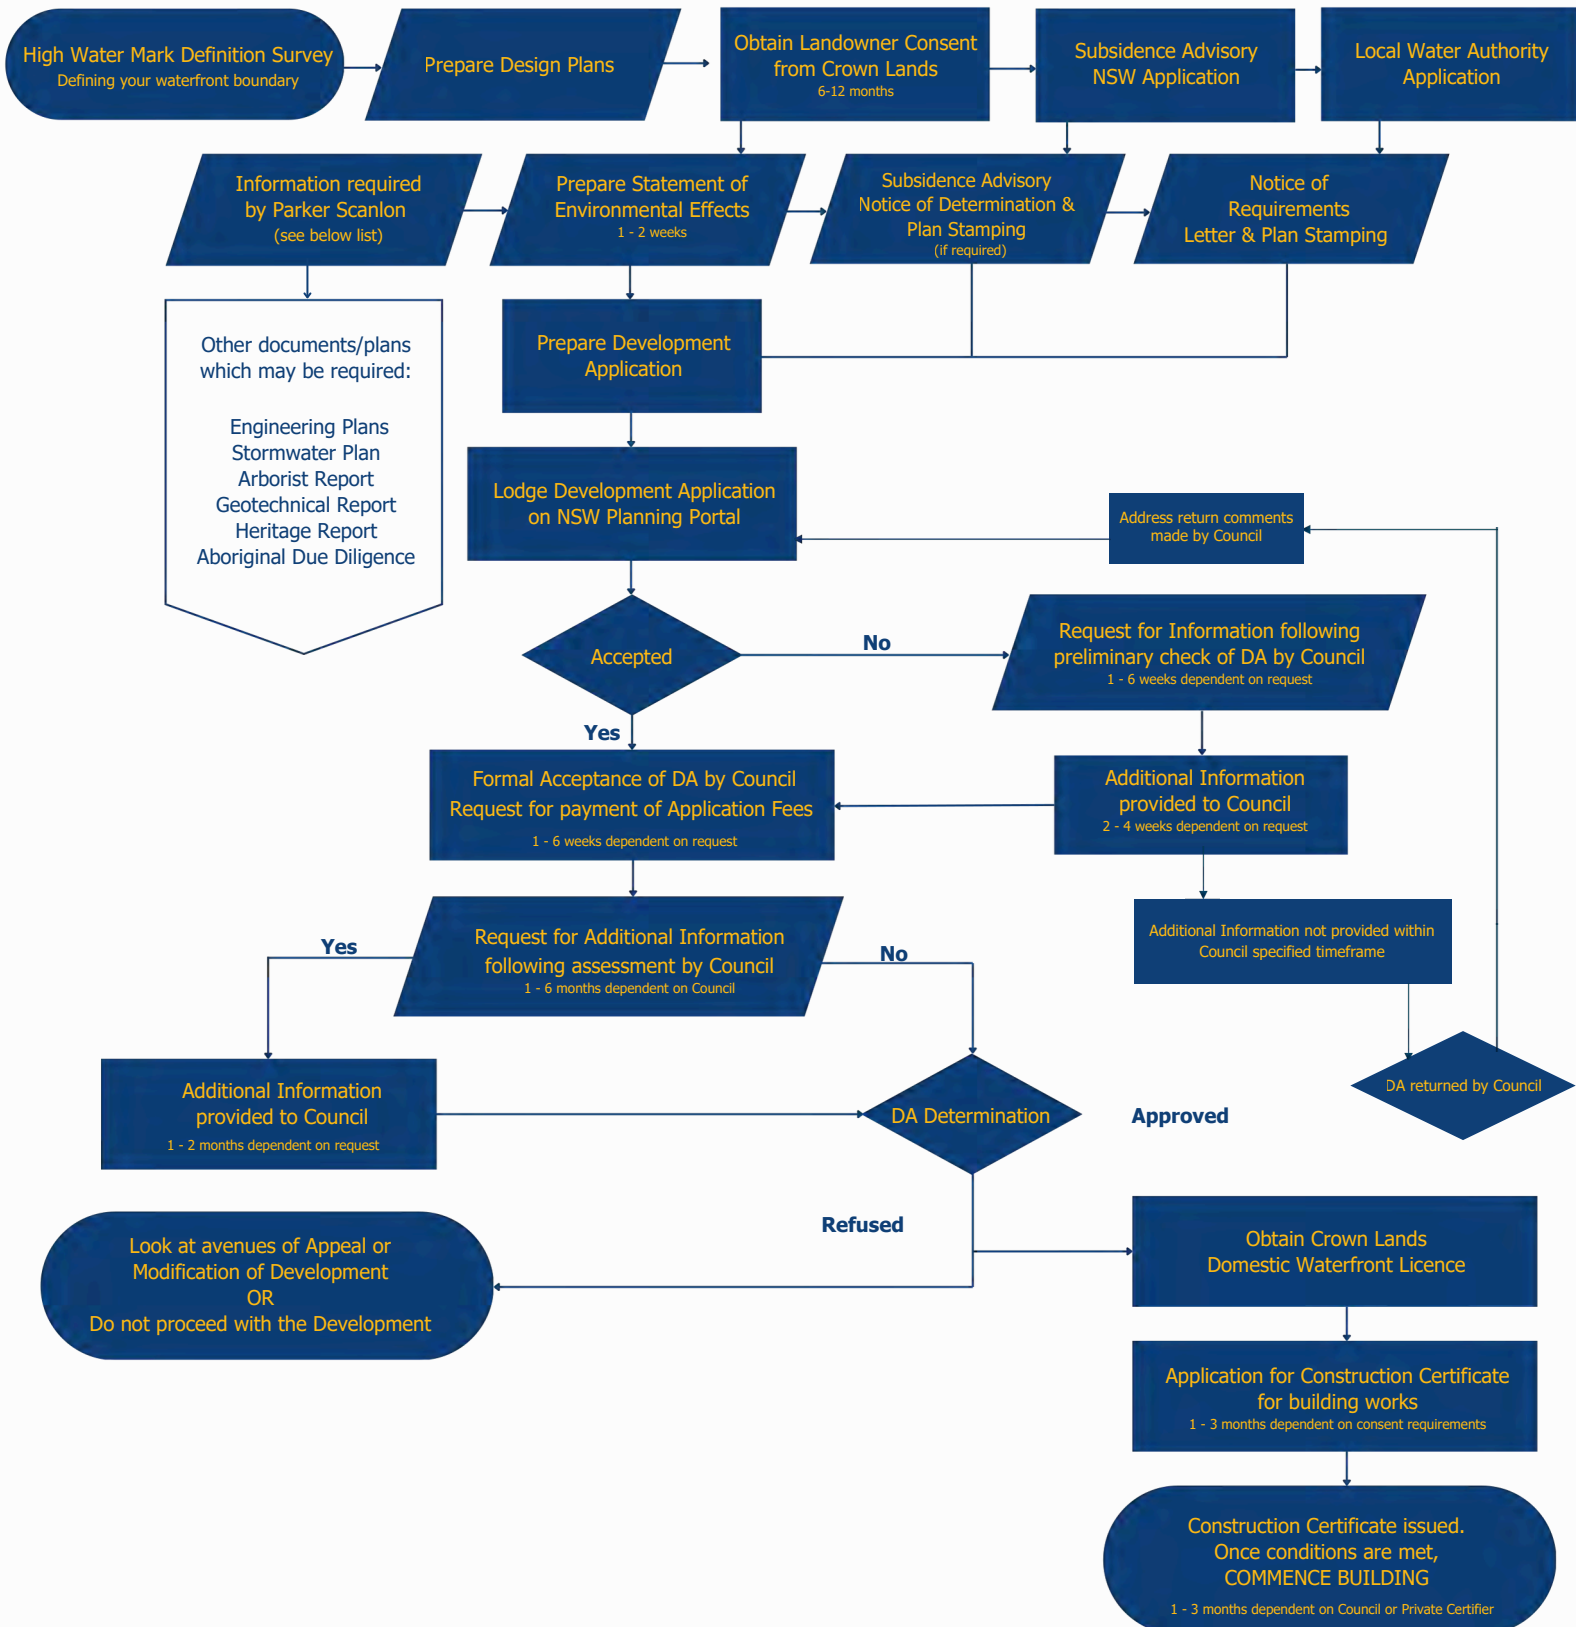 High Water Mark Definition Survey
Defining your waterfront boundary
Prepare Design Plans
Obtain Landowner Consent
from Crown Lands
6-12 months
Subsidence Advisory
NSW Application
Local Water Authority
Application
Information required
by Parker Scanlon
(see below list)
Prepare Statement of
Environmental Effects
1 - 2 weeks
Subsidence Advisory
Notice of Determination &
Plan Stamping
(if required)
Notice of
Requirements
Letter & Plan Stamping
Other documents/plans
which may be required:
Engineering Plans
Stormwater Plan
Arborist Report
Geotechnical Report
Heritage Report
Aboriginal Due Diligence
Prepare Development
Application
Lodge Development Application
on NSW Planning Portal
Address return comments
made by Council
Accepted
No
Request for Information following
preliminary check of DA by Council
1 - 6 weeks dependent on request
Yes
Formal Acceptance of DA by Council
Request for payment of Application Fees
1 - 6 weeks dependent on request
Additional Information
provided to Council
2 - 4 weeks dependent on request
Additional Information not provided within
Council specified timeframe
Yes
Request for Additional Information
following assessment by Council
1 - 6 months dependent on Council
No
DA returned by Council
Additional Information
provided to Council
1 - 2 months dependent on request
DA Determination
Approved
Refused
Look at avenues of Appeal or
Modification of Development
OR
Do not proceed with the Development
Obtain Crown Lands
Domestic Waterfront Licence
Application for Construction Certificate
for building works
1 - 3 months dependent on consent requirements
Construction Certificate issued.
Once conditions are met,
COMMENCE BUILDING
1 - 3 months dependent on Council or Private Certifier